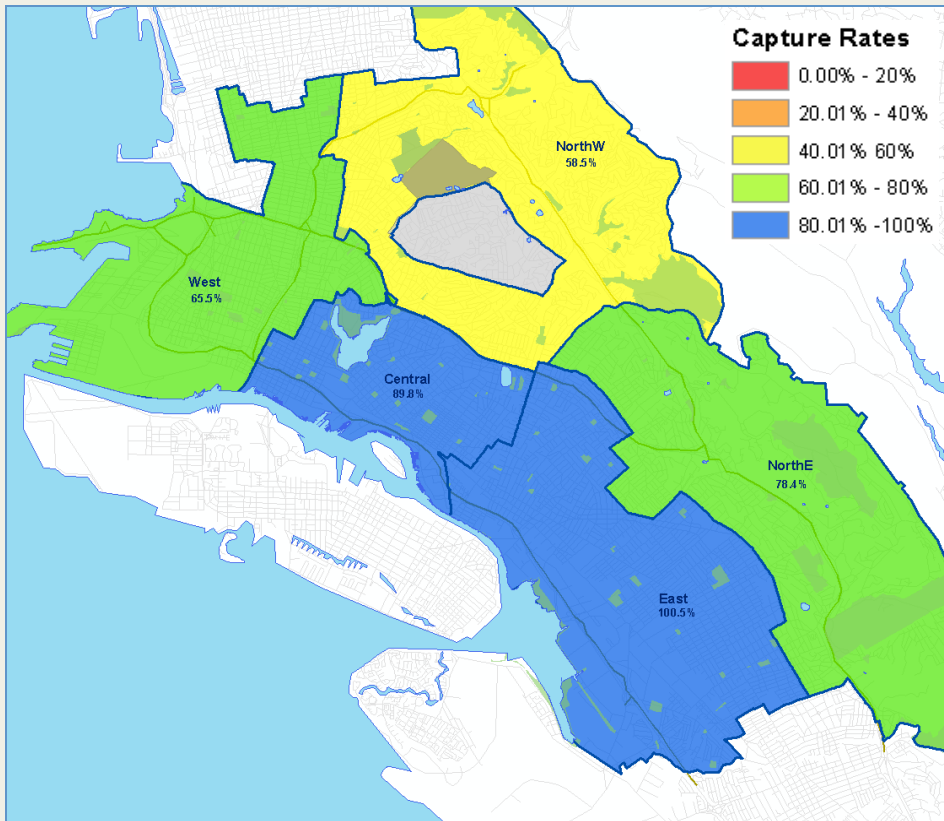 Capture Rates
0.00% - 20%
20.01% - 40%
40.01% 60%
60.01% - 80%
80.01% -100%
NorthW
58.5%
West
65.5%
Central
89.8%
NorthE
78.4%
East
100.5%